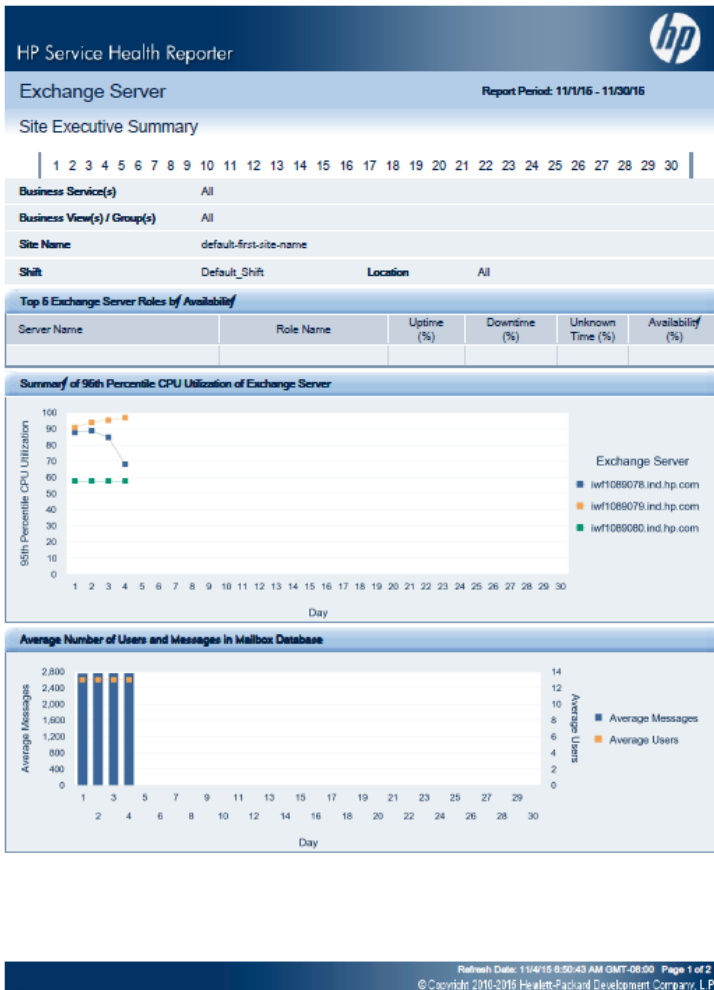 HP Service Health Reporter
hp
Exchange Server
Report Period: 11/1/15 - 11/30/15
Site Executive Summary
1 2 3 4 5 6 7 8 9 10 11 12 13 14 15 16 17 18 19 20 21 22 23 24 25 26 27 28 29 30
Business Service(s) All
Business View(s) / Group(s) All
Site Name default-first-site-name
Shift Default_Shift Location All
Top 5 Exchange Server Roles by Availability
Server Name Role Name Uptime (%) Downtime (%) Unknown Time (%) Availability (%)
Summary of 95th Percentile CPU Utilization of Exchange Server
95th Percentile CPU Utilization
100
90
80
70
60
50
40
30
20
10
0
1 2 3 4 5 6 7 8 9 10 11 12 13 14 15 16 17 18 19 20 21 22 23 24 25 26 27 28 29 30
Day
Exchange Server
iwf1089078.ind.hp.com
iwf1089079.ind.hp.com
iwf1089080.ind.hp.com
Average Number of Users and Messages in Mailbox Database
Average Messages
2,800
2,400
2,000
1,600
1,200
800
400
0
14
12
10
8
6
4
2
0
Average Users
1 3 5 7 9 11 13 15 17 19 21 23 25 27 29
2 4 6 8 10 12 14 16 18 20 22 24 26 28 30
Day
Average Messages
Average Users
Refresh Date: 11/4/15 6:50:43 AM GMT-08:00 Page 1 of 2
© Copyright 2010-2015 Hewlett-Packard Development Company, L.P